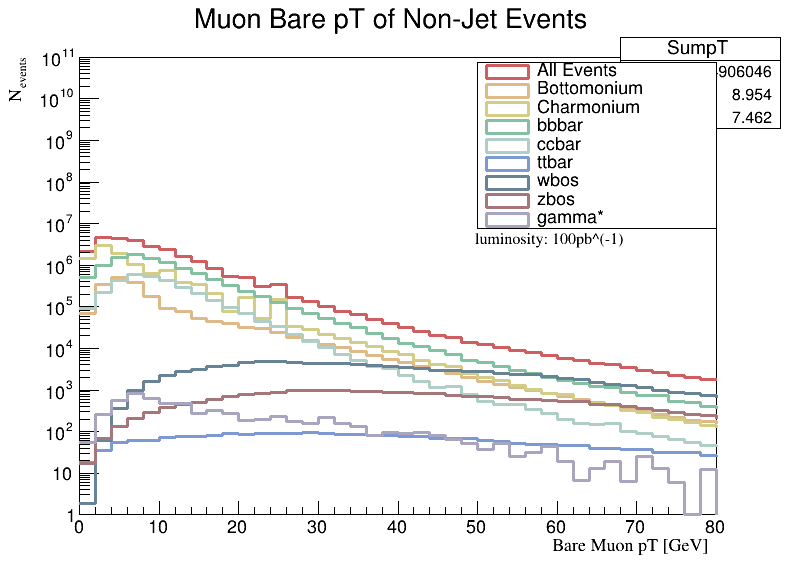 Muon Bare pT of Non-Jet Events
SumpT
906046
8.954
7.462
All Events
Bottomonium
Charmonium
bbbar
ccbar
ttbar
wbos
zbos
gamma*
luminosity: 100pb^(-1)
N events
10^11
10^10
10^9
10^8
10^7
10^6
10^5
10^4
10^3
10^2
10
1
0 10 20 30 40 50 60 70 80
Bare Muon pT [GeV]